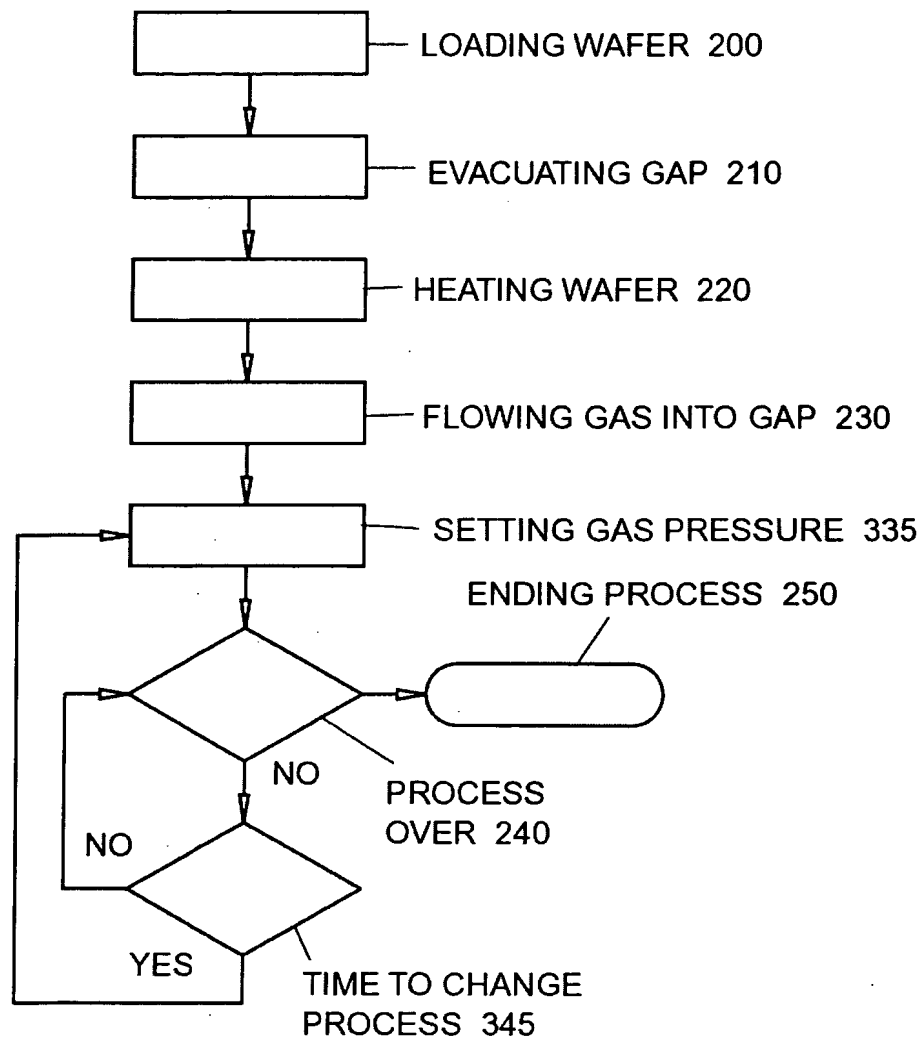 LOADING WAFER 200
EVACUATING GAP 210
HEATING WAFER 220
FLOWING GAS INTO GAP 230
SETTING GAS PRESSURE 335
ENDING PROCESS 250
NO
PROCESS
OVER 240
NO
YES
TIME TO CHANGE
PROCESS 345